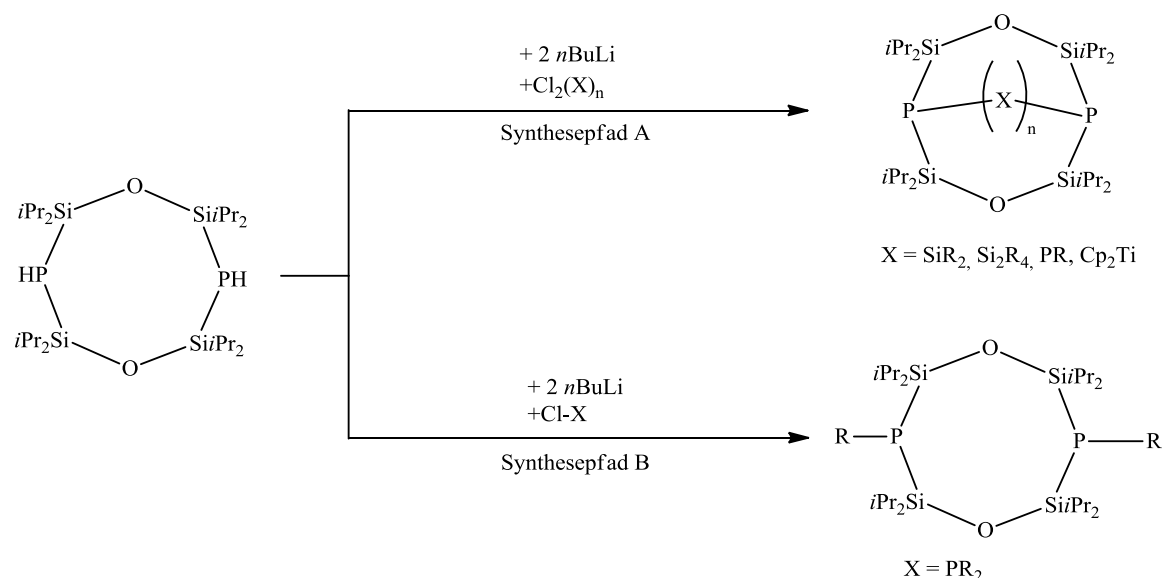 O
iPr₂Si
SiiPr₂
HP
PH
iPr₂Si
SiiPr₂
O
+ 2 nBuLi
+Cl₂(X)ₙ
Synthesepfad A
O
iPr₂Si
SiiPr₂
P
X
P
n
iPr₂Si
SiiPr₂
O
X = SiR₂, Si₂R₄, PR, Cp₂Ti
+ 2 nBuLi
+Cl-X
Synthesepfad B
O
iPr₂Si
SiiPr₂
R
P
P
R
iPr₂Si
SiiPr₂
O
X = PR₂